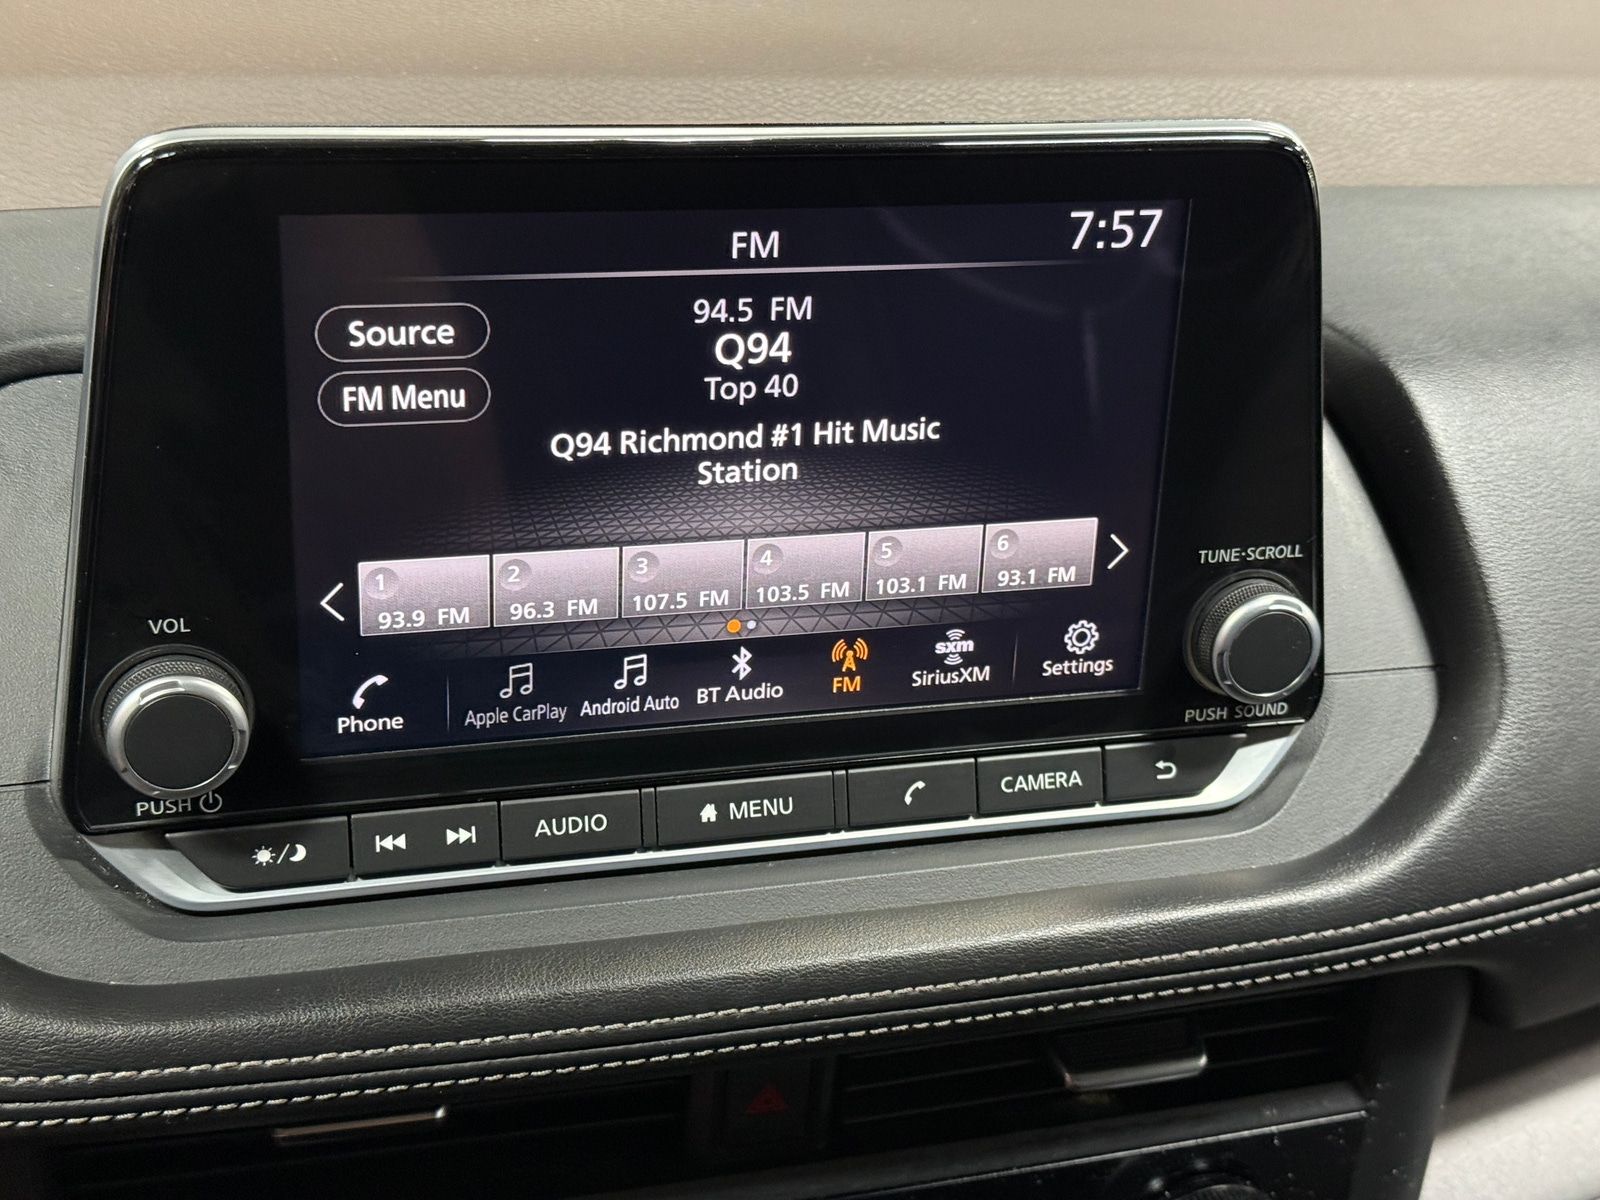 FM
7:57
Source
FM Menu
94.5 FM
Q94
Top 40
Q94 Richmond #1 Hit Music
Station
1
93.9 FM
2
96.3 FM
3
107.5 FM
4
103.5 FM
5
103.1 FM
6
93.1 FM
Phone
Apple CarPlay
Android Auto
BT Audio
FM
sxm
SiriusXM
Settings
VOL
PUSH
TUNE·SCROLL
PUSH SOUND
AUDIO
MENU
CAMERA